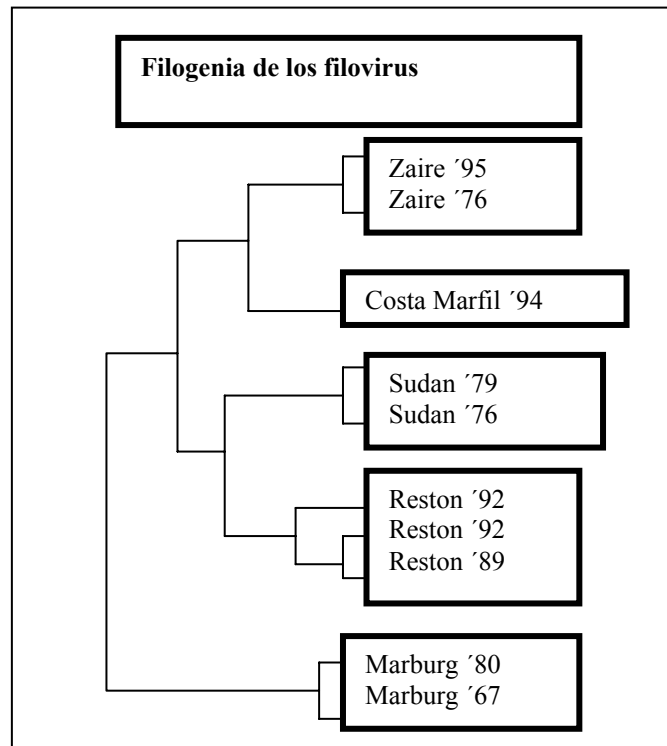 Filogenia de los filovirus
Zaire ´95
Zaire ´76
Costa Marfil ´94
Sudan ´79
Sudan ´76
Reston ´92
Reston ´92
Reston ´89
Marburg ´80
Marburg ´67